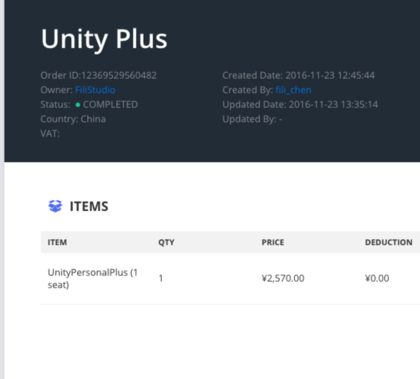 Unity Plus
Order ID:12369529560482
Owner: FiliStudio
Status: COMPLETED
Country: China
VAT:
Created Date: 2016-11-23 12:45:44
Created By: fili_chen
Updated Date: 2016-11-23 13:35:14
Updated By: -
ITEMS
ITEM QTY PRICE DEDUCTION
UnityPersonalPlus (1 1 ¥2,570.00 ¥0.00
seat)